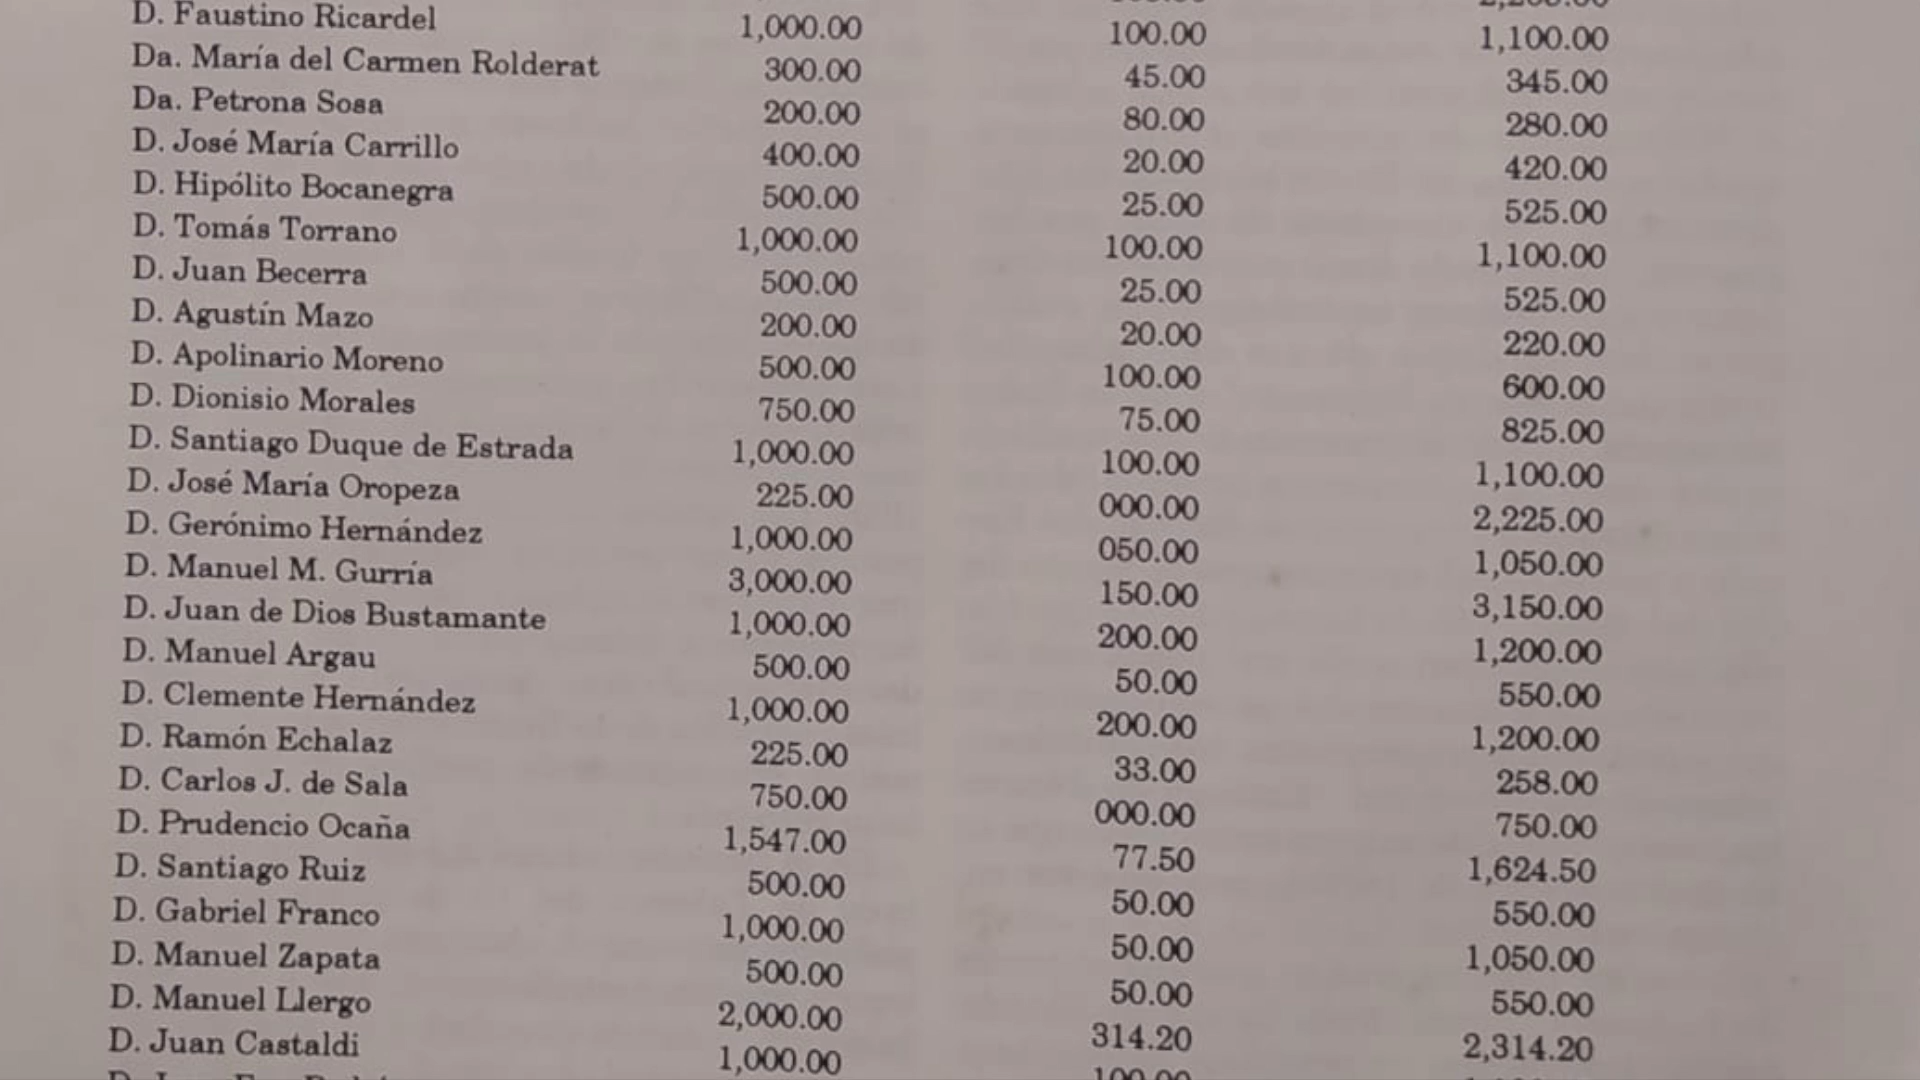 D. Faustino Ricardel 1,000.00 100.00 1,100.00
Da. María del Carmen Rolderat 300.00 45.00 345.00
Da. Petrona Sosa 200.00 80.00 280.00
D. José María Carrillo 400.00 20.00 420.00
D. Hipólito Bocanegra 500.00 25.00 525.00
D. Tomás Torrano 1,000.00 100.00 1,100.00
D. Juan Becerra 500.00 25.00 525.00
D. Agustín Mazo 200.00 20.00 220.00
D. Apolinario Moreno 500.00 100.00 600.00
D. Dionisio Morales 750.00 75.00 825.00
D. Santiago Duque de Estrada 1,000.00 100.00 1,100.00
D. José María Oropeza 225.00 000.00 2,225.00
D. Gerónimo Hernández 1,000.00 050.00 1,050.00
D. Manuel M. Gurría 3,000.00 150.00 3,150.00
D. Juan de Dios Bustamante 1,000.00 200.00 1,200.00
D. Manuel Argau 500.00 50.00 550.00
D. Clemente Hernández 1,000.00 200.00 1,200.00
D. Ramón Echalaz 225.00 33.00 258.00
D. Carlos J. de Sala 750.00 000.00 750.00
D. Prudencio Ocaña 1,547.00 77.50 1,624.50
D. Santiago Ruiz 500.00 50.00 550.00
D. Gabriel Franco 1,000.00 50.00 1,050.00
D. Manuel Zapata 500.00 50.00 550.00
D. Manuel Llergo 2,000.00 314.20 2,314.20
D. Juan Castaldi 1,000.00 100.00